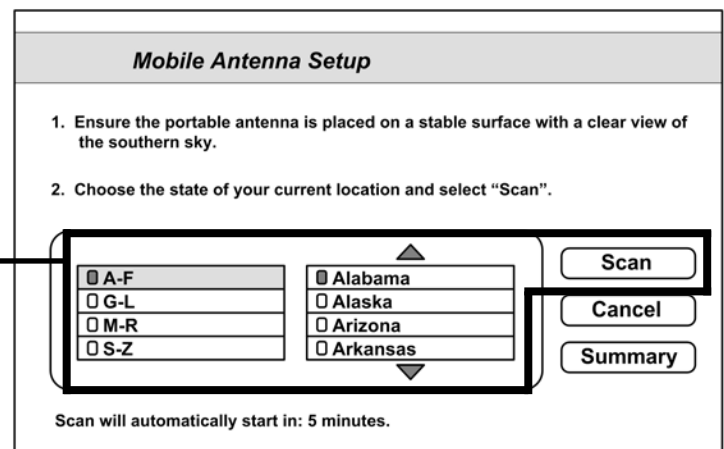 Mobile Antenna Setup
1. Ensure the portable antenna is placed on a stable surface with a clear view of
the southern sky.
2. Choose the state of your current location and select “Scan”.
A-F
G-L
M-R
S-Z
Alabama
Alaska
Arizona
Arkansas
Scan
Cancel
Summary
Scan will automatically start in: 5 minutes.